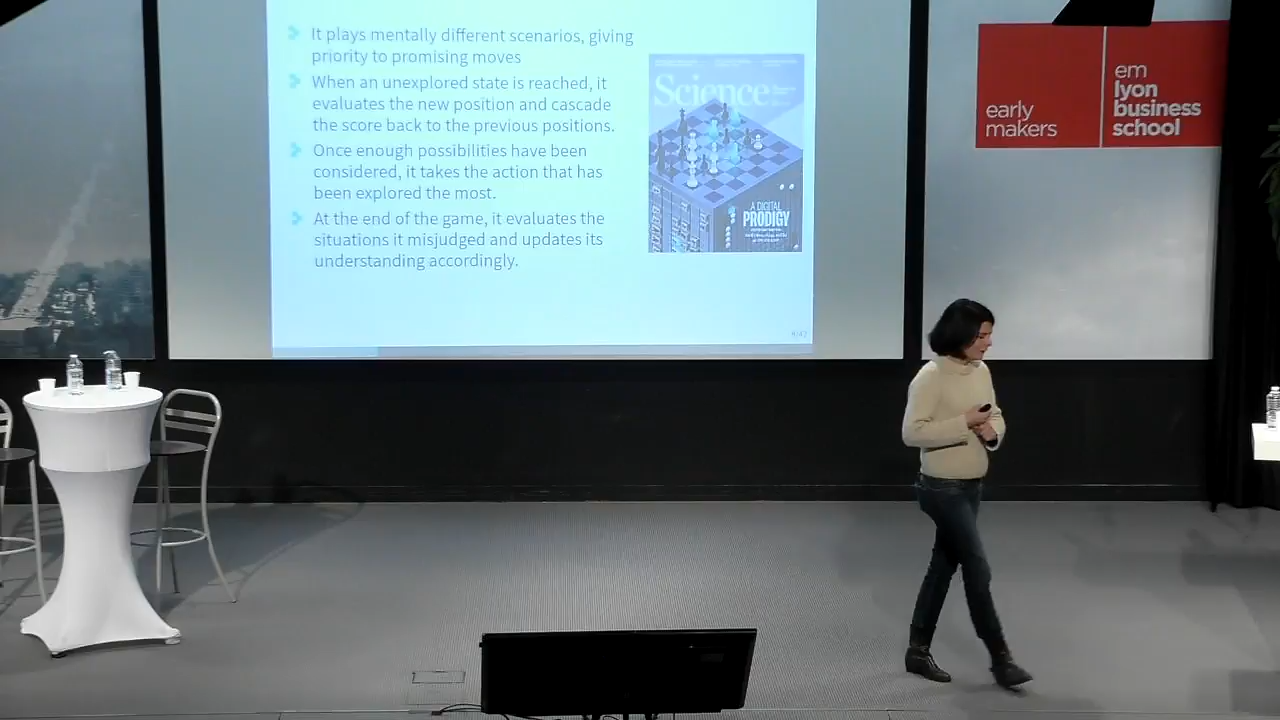 It plays mentally different scenarios, giving
priority to promising moves
When an unexplored state is reached, it
evaluates the new position and cascade
the score back to the previous positions.
Once enough possibilities have been
considered, it takes the action that has
been explored the most.
At the end of the game, it evaluates the
situations it misjudged and updates its
understanding accordingly.
Science
A DIGITAL
PRODIGY
early
makers
em
lyon
business
school